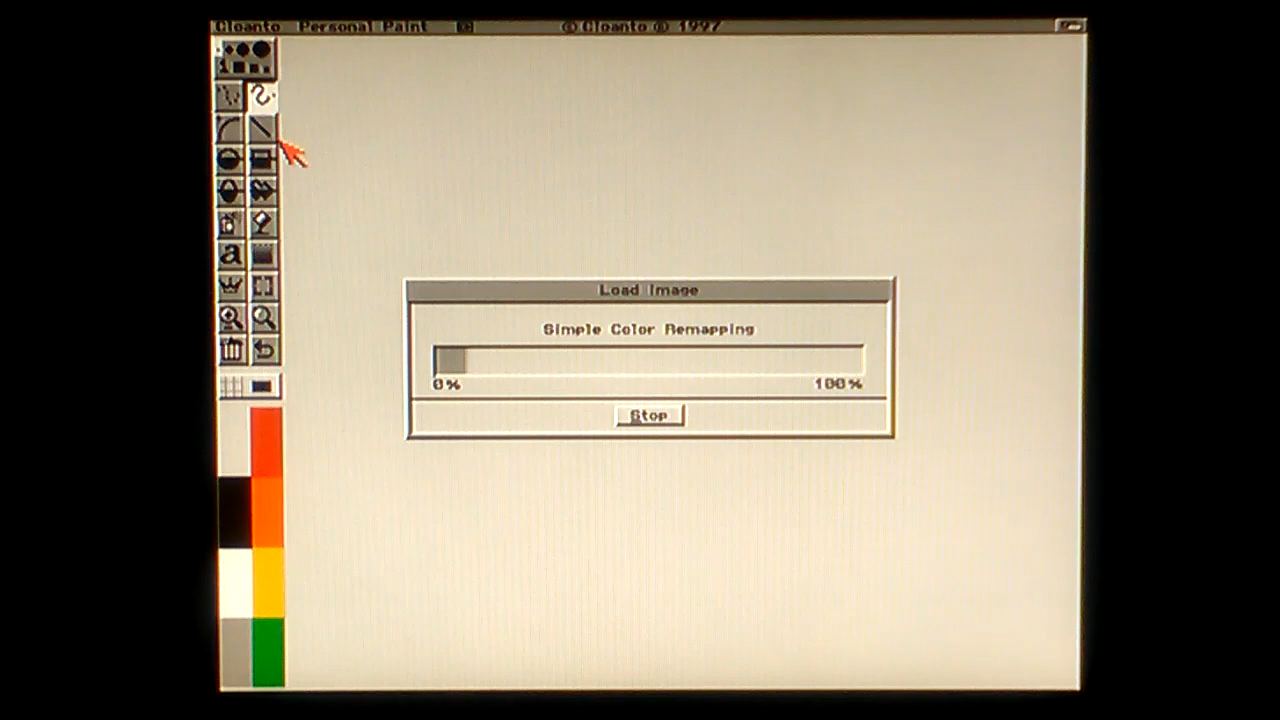 Cloanto Personal Paint © Cloanto ® 1997
a
Load Image
Simple Color Remapping
0% 100%
Stop